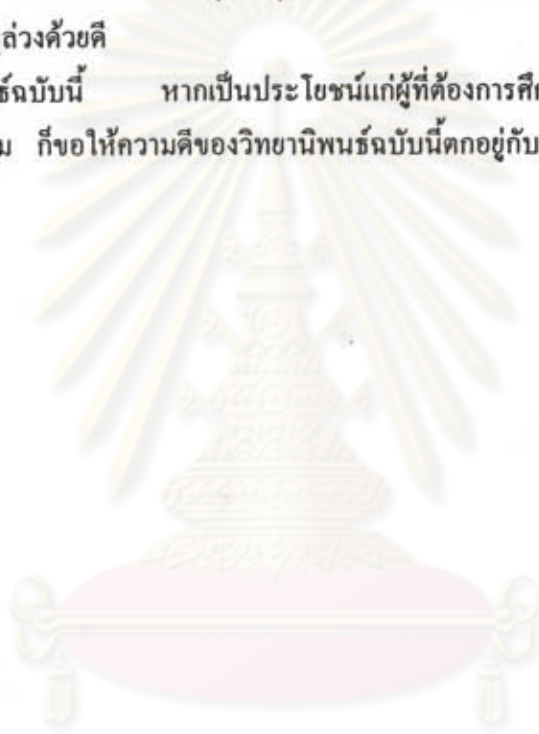 ล่วงด้วยดี
ธ์ฉบับนี้ หากเป็นประโยชน์แก่ผู้ที่ต้องการศึ
ม ก็ขอให้ความดีของวิทยานิพนธ์ฉบับนี้ตกอยู่กับ